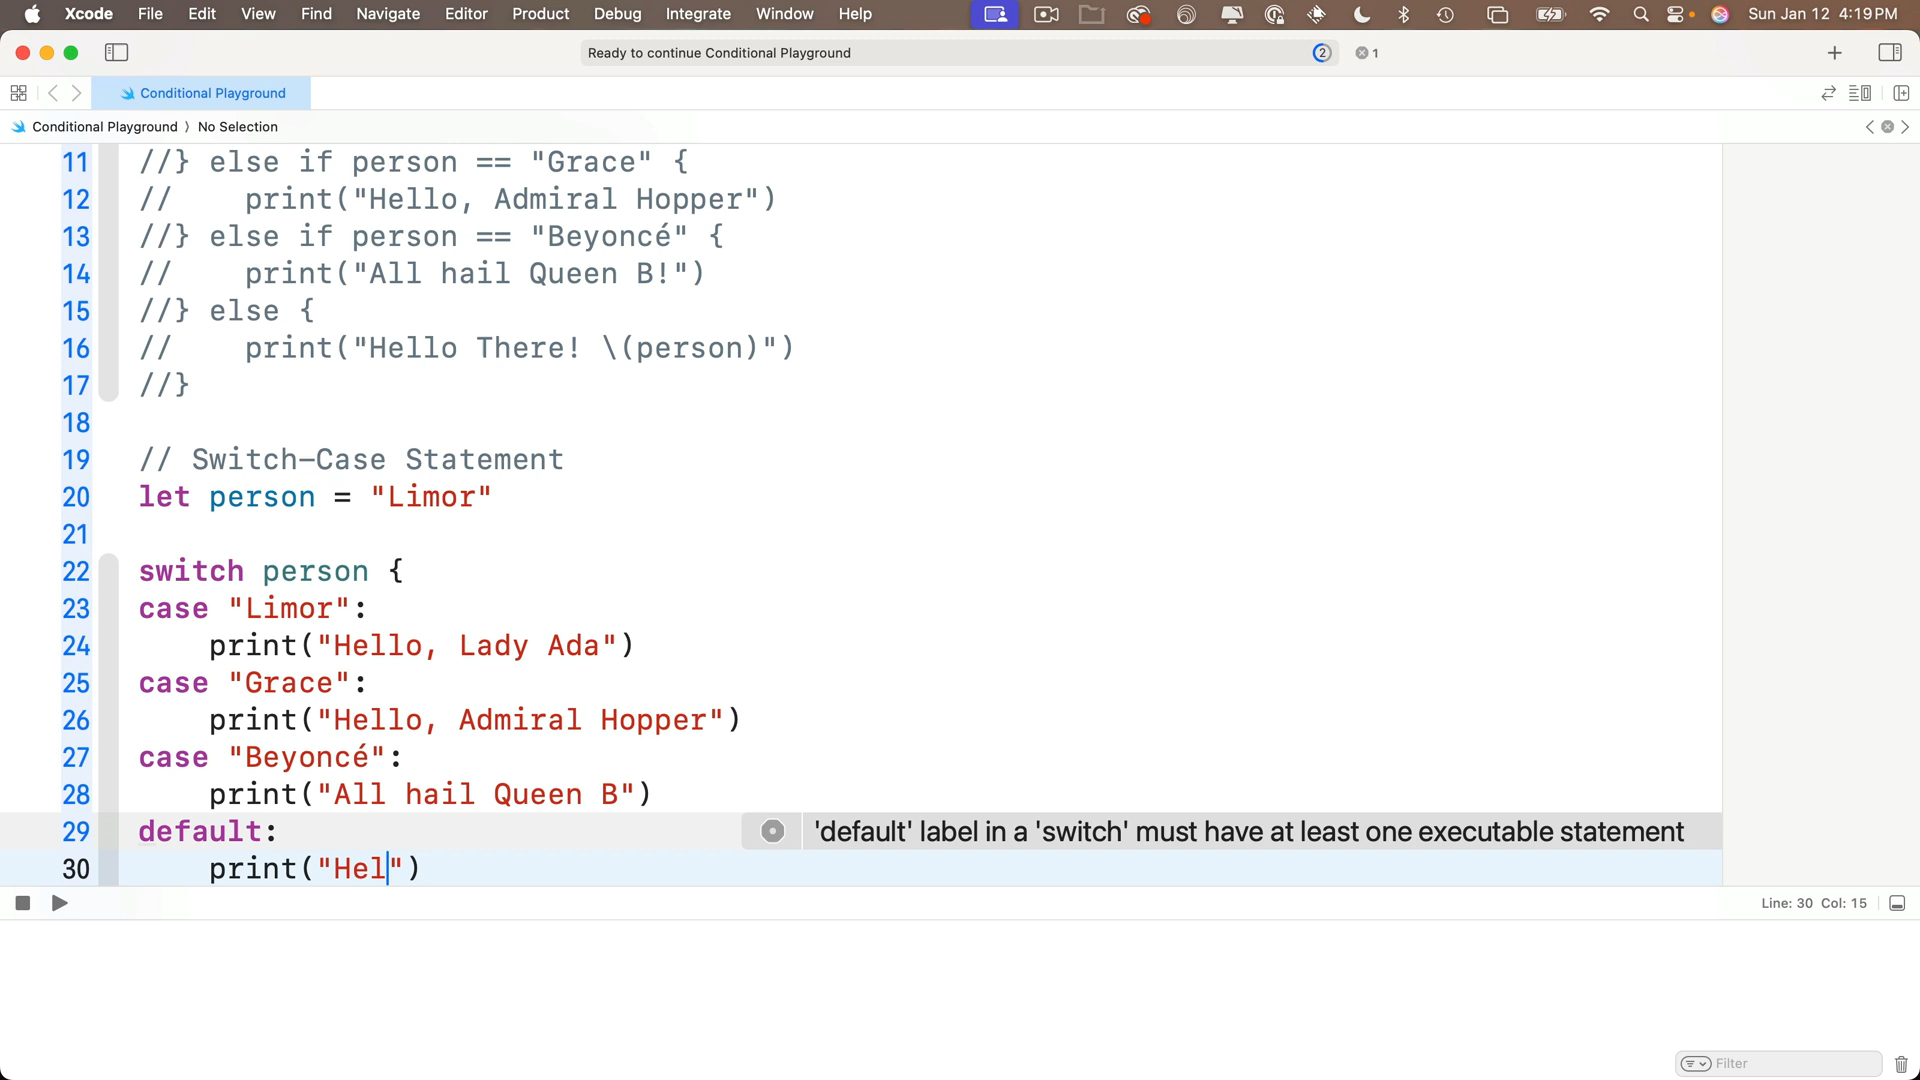 Xcode File Edit View Find Navigate Editor Product Debug Integrate Window Help Sun Jan 12 4:19 PM
Ready to continue Conditional Playground 2 1
Conditional Playground
Conditional Playground 〉 No Selection
11 //} else if person == "Grace" {
12 //    print("Hello, Admiral Hopper")
13 //} else if person == "Beyoncé" {
14 //    print("All hail Queen B!")
15 //} else {
16 //    print("Hello There! \(person)")
17 //}
18
19 // Switch-Case Statement
20 let person = "Limor"
21
22 switch person {
23 case "Limor":
24     print("Hello, Lady Ada")
25 case "Grace":
26     print("Hello, Admiral Hopper")
27 case "Beyoncé":
28     print("All hail Queen B")
29 default: 'default' label in a 'switch' must have at least one executable statement
30     print("Hel")
Line: 30 Col: 15
Filter